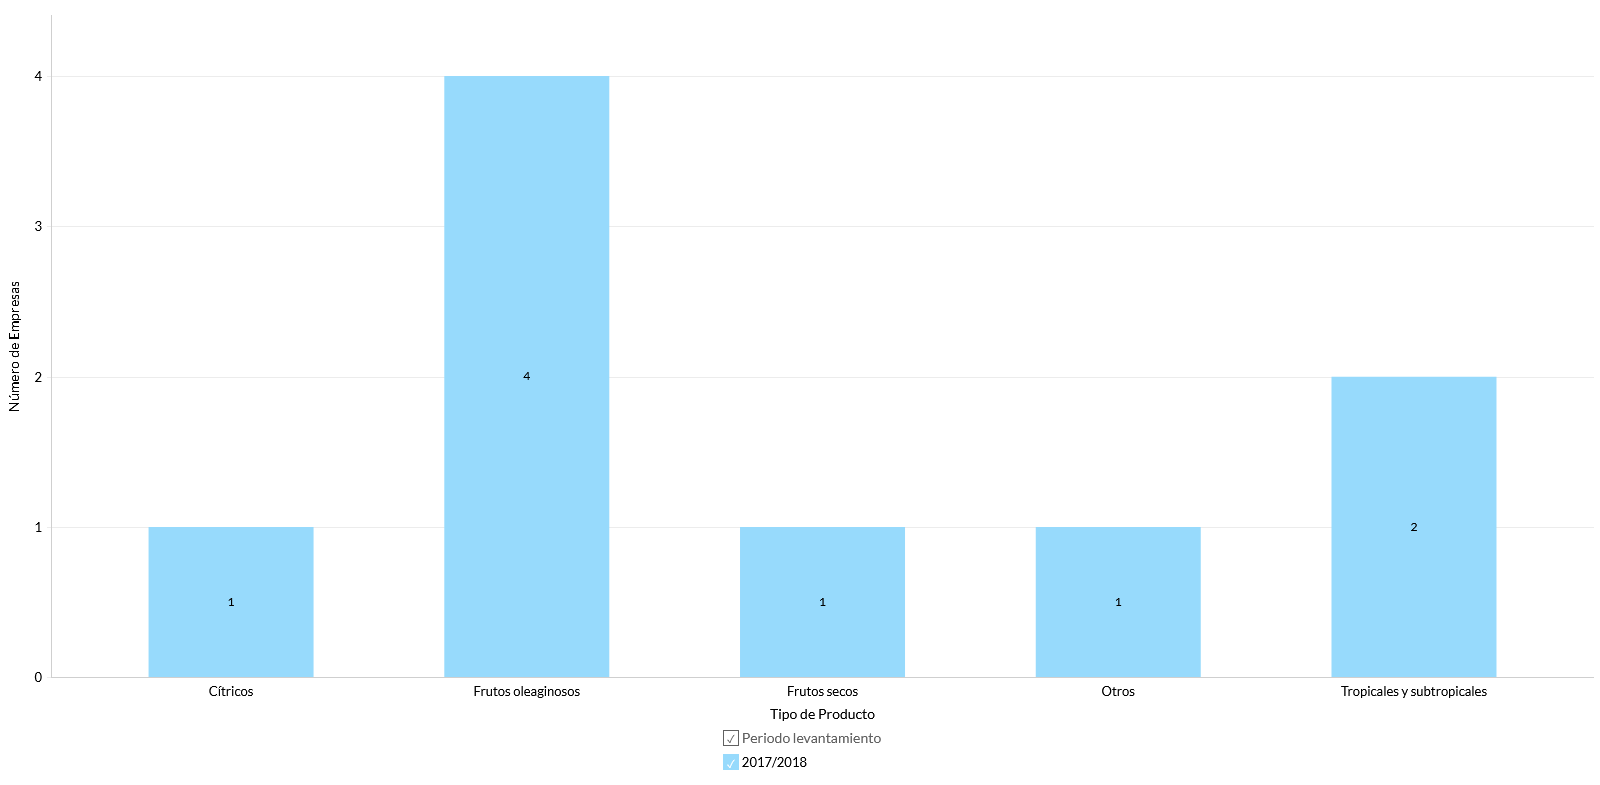 Número de Empresas
4
3
2
1
0
1
4
1
1
2
Cítricos
Frutos oleaginosos
Frutos secos
Otros
Tropicales y subtropicales
Tipo de Producto
Periodo levantamiento
2017/2018